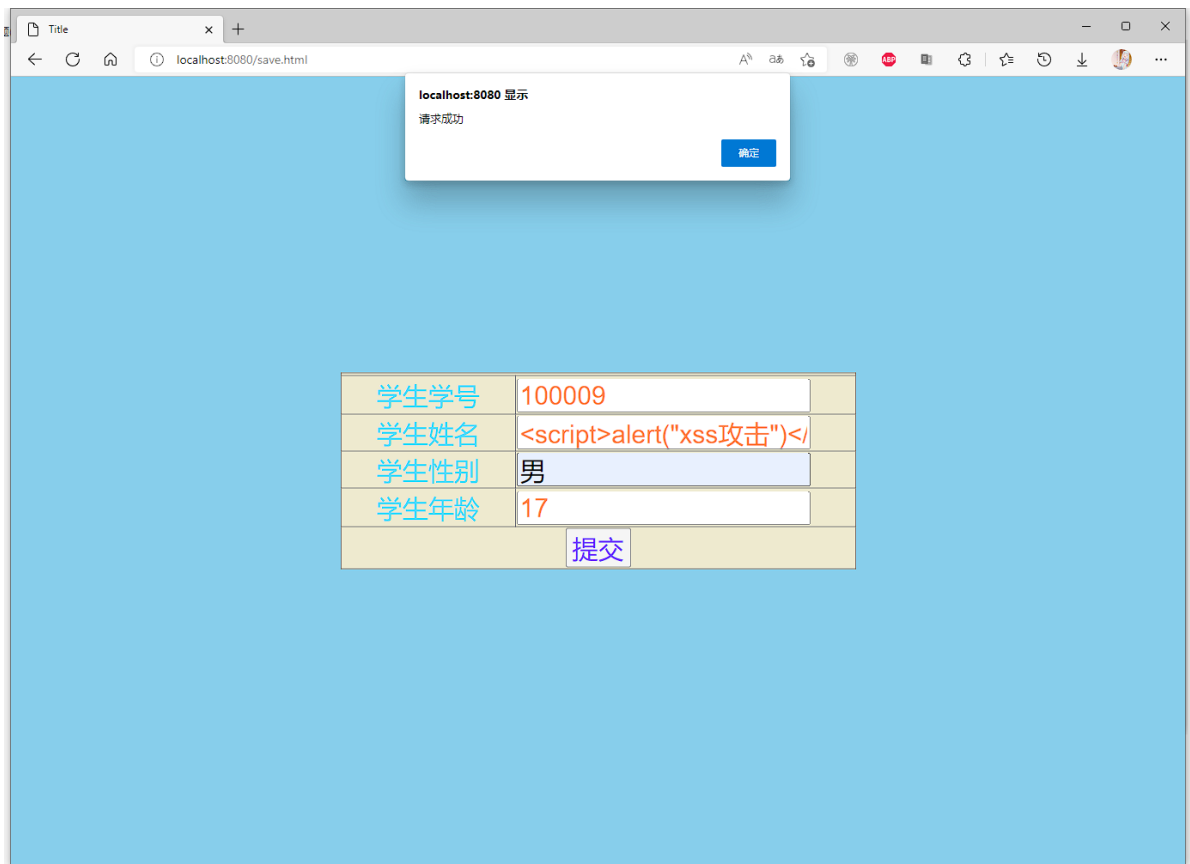 Title
localhost:8080/save.html
ABP
localhost:8080 显示
请求成功
确定
学生学号 100009
学生姓名 <script>alert("xss攻击")</
学生性别 男
学生年龄 17
提交